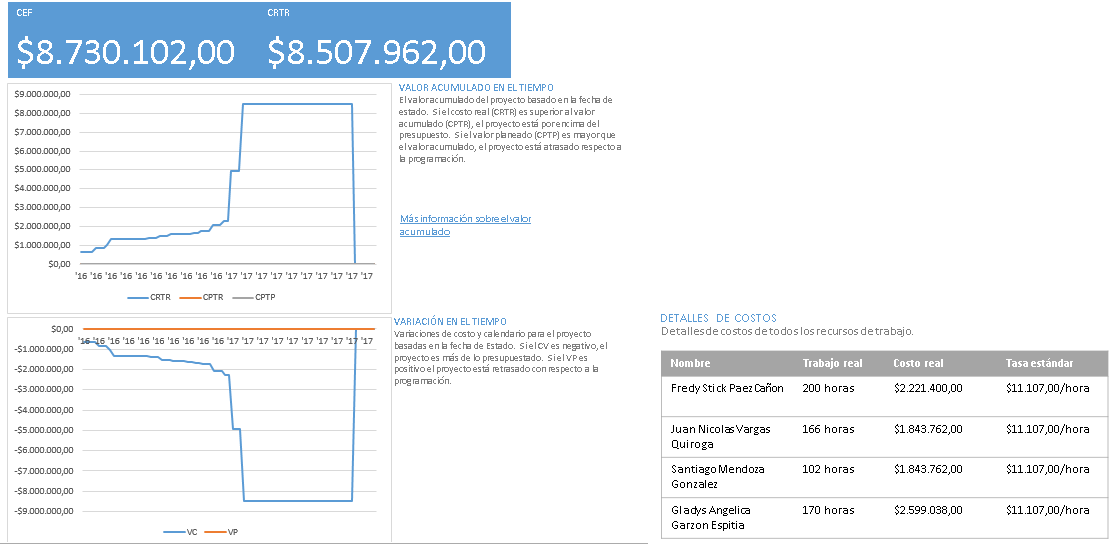 CEF
CRTR
$8.730.102,00
$8.507.962,00
$9.000.000,00
$8.000.000,00
$7.000.000,00
$6.000.000,00
$5.000.000,00
$4.000.000,00
$3.000.000,00
$2.000.000,00
$1.000.000,00
$0,00
'16 '16 '16 '16 '16 '16 '16 '16 '16 '16 '17 '17 '17 '17 '17 '17 '17 '17 '17 '17
CRTR CPTR CPTP
VALOR ACUMULADO EN EL TIEMPO
El valor acumulado del proyecto basado en la fecha de
estado. Si el costo real (CRTR) es superior al valor
acumulado (CPTR), el proyecto está por encima del
presupuesto. Si el valor planeado (CPTP) es mayor que
el valor acumulado, el proyecto está atrasado respecto a
la programación.
Más información sobre el valor
acumulado
$0,00
'16 '16 '16 '16 '16 '16 '16 '16 '16 '16 '17 '17 '17 '17 '17 '17 '17 '17 '17 '17
-$1.000.000,00
-$2.000.000,00
-$3.000.000,00
-$4.000.000,00
-$5.000.000,00
-$6.000.000,00
-$7.000.000,00
-$8.000.000,00
-$9.000.000,00
VC VP
VARIACIÓN EN EL TIEMPO
Variaciones de costo y calendario para el proyecto
basadas en la fecha de Estado. Si el CV es negativo, el
proyecto es más de lo presupuestado. Si el VP es
positivo el proyecto está retrasado con respecto a la
programación.
DETALLES DE COSTOS
Detalles de costos de todos los recursos de trabajo.
Nombre Trabajo real Costo real Tasa estándar
Fredy Stick Paez Cañon 200 horas $2.221.400,00 $11.107,00/hora
Juan Nicolas Vargas 166 horas $1.843.762,00 $11.107,00/hora
Quiroga
Santiago Mendoza 102 horas $1.843.762,00 $11.107,00/hora
Gonzalez
Gladys Angelica 170 horas $2.599.038,00 $11.107,00/hora
Garzon Espitia